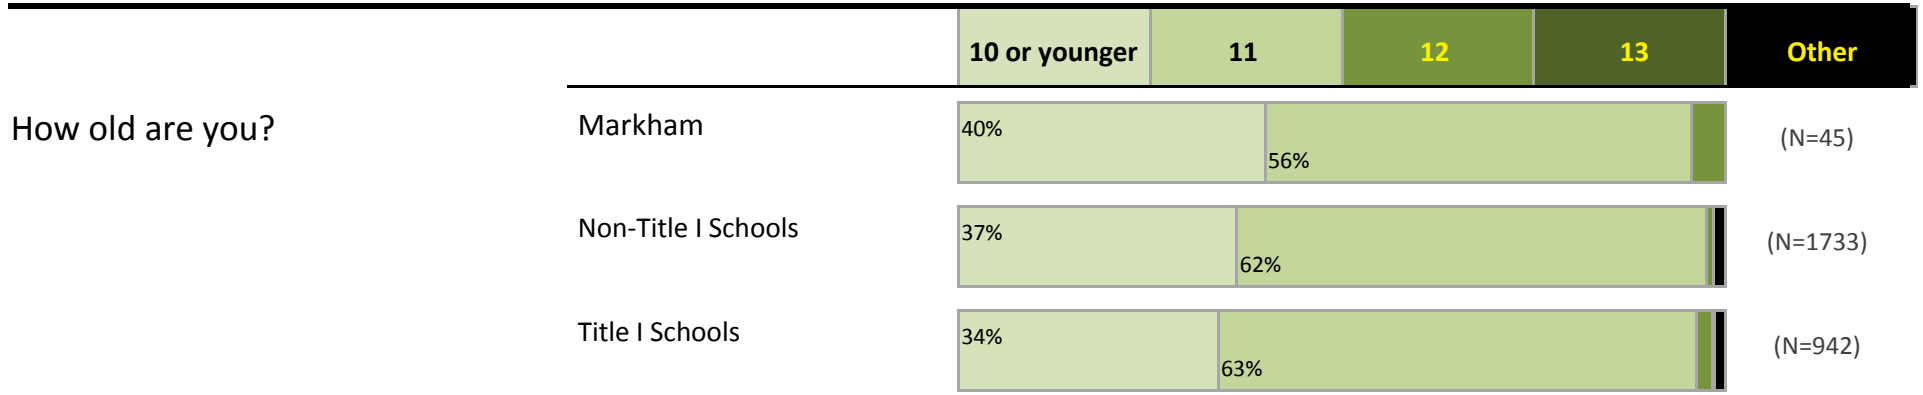 10 or younger 11 12 13 Other
How old are you? Markham 40% 56% (N=45)
Non-Title I Schools 37% 62% (N=1733)
Title I Schools 34% 63% (N=942)